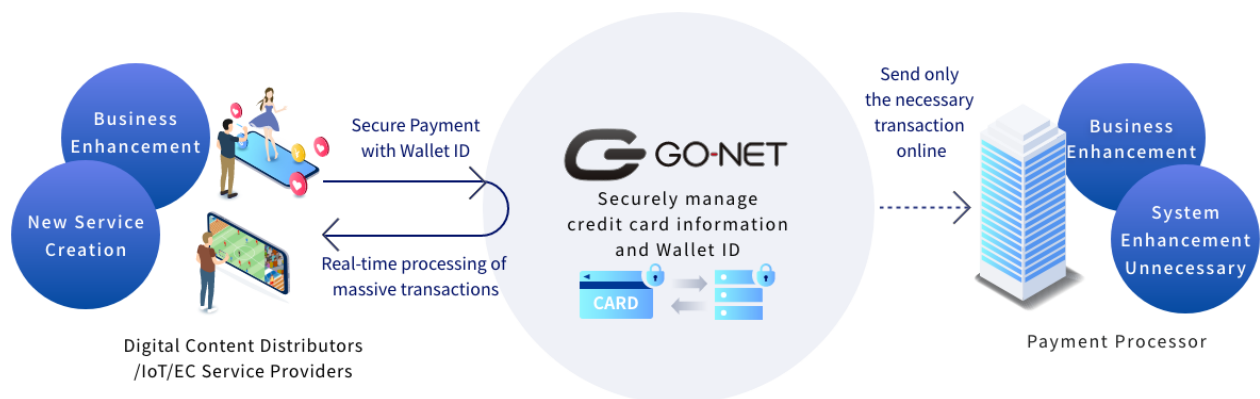 Business
Enhancement
New Service
Creation
Secure Payment
with Wallet ID
Real-time processing of
massive transactions
Digital Content Distributors
/IoT/EC Service Providers
GO-NET
Securely manage
credit card information
and Wallet ID
CARD
Send only
the necessary
transaction
online
Business
Enhancement
System
Enhancement
Unnecessary
Payment Processor